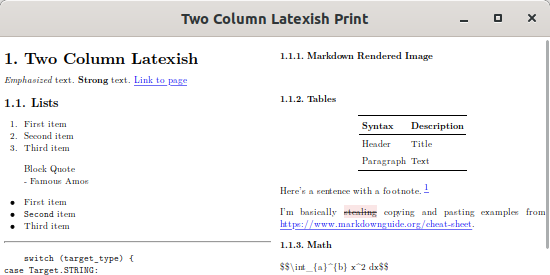 Two Column Latexish Print
1. Two Column Latexish
Emphasized text. Strong text. Link to page
1.1. Lists
1. First item
2. Second item
3. Third item
Block Quote
- Famous Amos
• First item
• Second item
• Third item
switch (target_type) {
case Target.STRING:
1.1.1. Markdown Rendered Image
1.1.2. Tables
Syntax Description
Header Title
Paragraph Text
Here's a sentence with a footnote. 1
I'm basically stealing copying and pasting examples from
https://www.markdownguide.org/cheat-sheet.
1.1.3. Math
$$\int_{a}^{b} x^2 dx$$